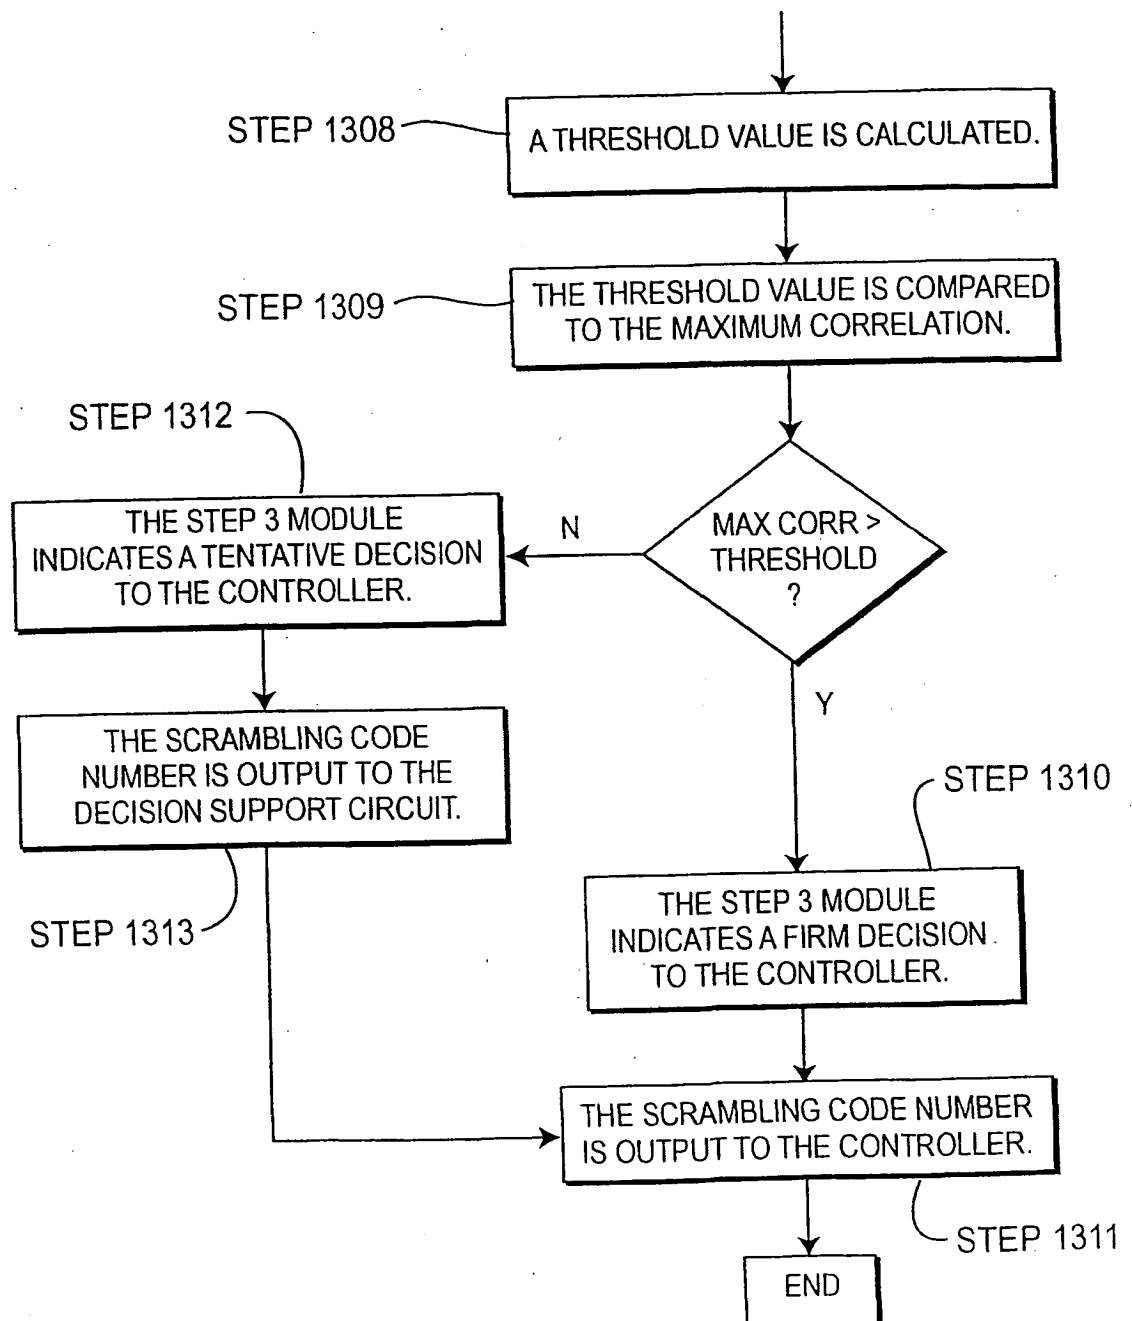 STEP 1308
A THRESHOLD VALUE IS CALCULATED.
STEP 1309
THE THRESHOLD VALUE IS COMPARED
TO THE MAXIMUM CORRELATION.
STEP 1312
THE STEP 3 MODULE
INDICATES A TENTATIVE DECISION
TO THE CONTROLLER.
N
MAX CORR >
THRESHOLD
?
Y
THE SCRAMBLING CODE
NUMBER IS OUTPUT TO THE
DECISION SUPPORT CIRCUIT.
STEP 1313
STEP 1310
THE STEP 3 MODULE
INDICATES A FIRM DECISION
TO THE CONTROLLER.
THE SCRAMBLING CODE NUMBER
IS OUTPUT TO THE CONTROLLER.
STEP 1311
END